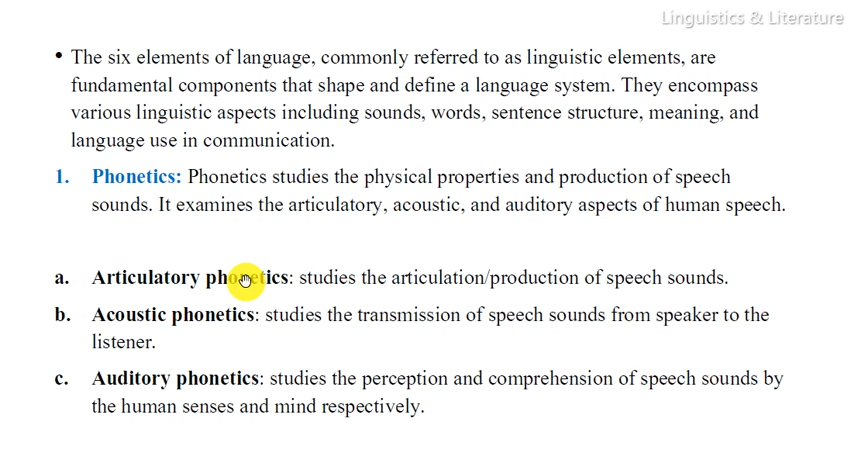 Linguistics & Literature
• The six elements of language, commonly referred to as linguistic elements, are
fundamental components that shape and define a language system. They encompass
various linguistic aspects including sounds, words, sentence structure, meaning, and
language use in communication.
1. Phonetics: Phonetics studies the physical properties and production of speech
sounds. It examines the articulatory, acoustic, and auditory aspects of human speech.
a. Articulatory phonetics: studies the articulation/production of speech sounds.
b. Acoustic phonetics: studies the transmission of speech sounds from speaker to the
listener.
c. Auditory phonetics: studies the perception and comprehension of speech sounds by
the human senses and mind respectively.